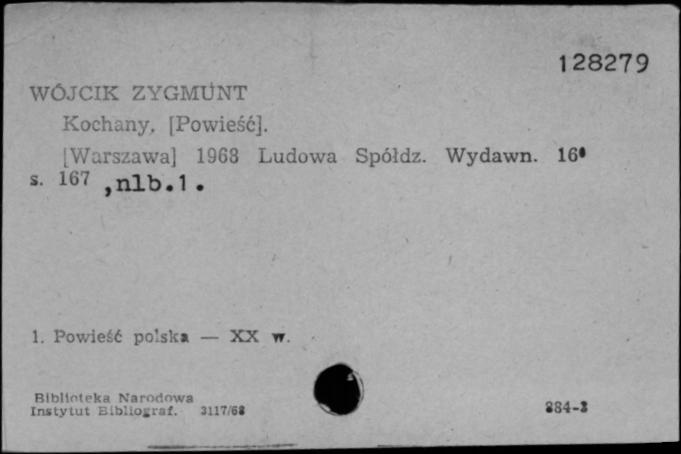 128279
WÓJCIK ZYGMUNT
Kochany. [Powieść].
[Warszawa] 1968 Ludowa Spółdz. Wydawn. 16°
s. 167 ,nlb.1.
1. Powieść polska — XX w.
Biblioteka Narodowa
Instytut Bibliograf. 3117/68
884-3